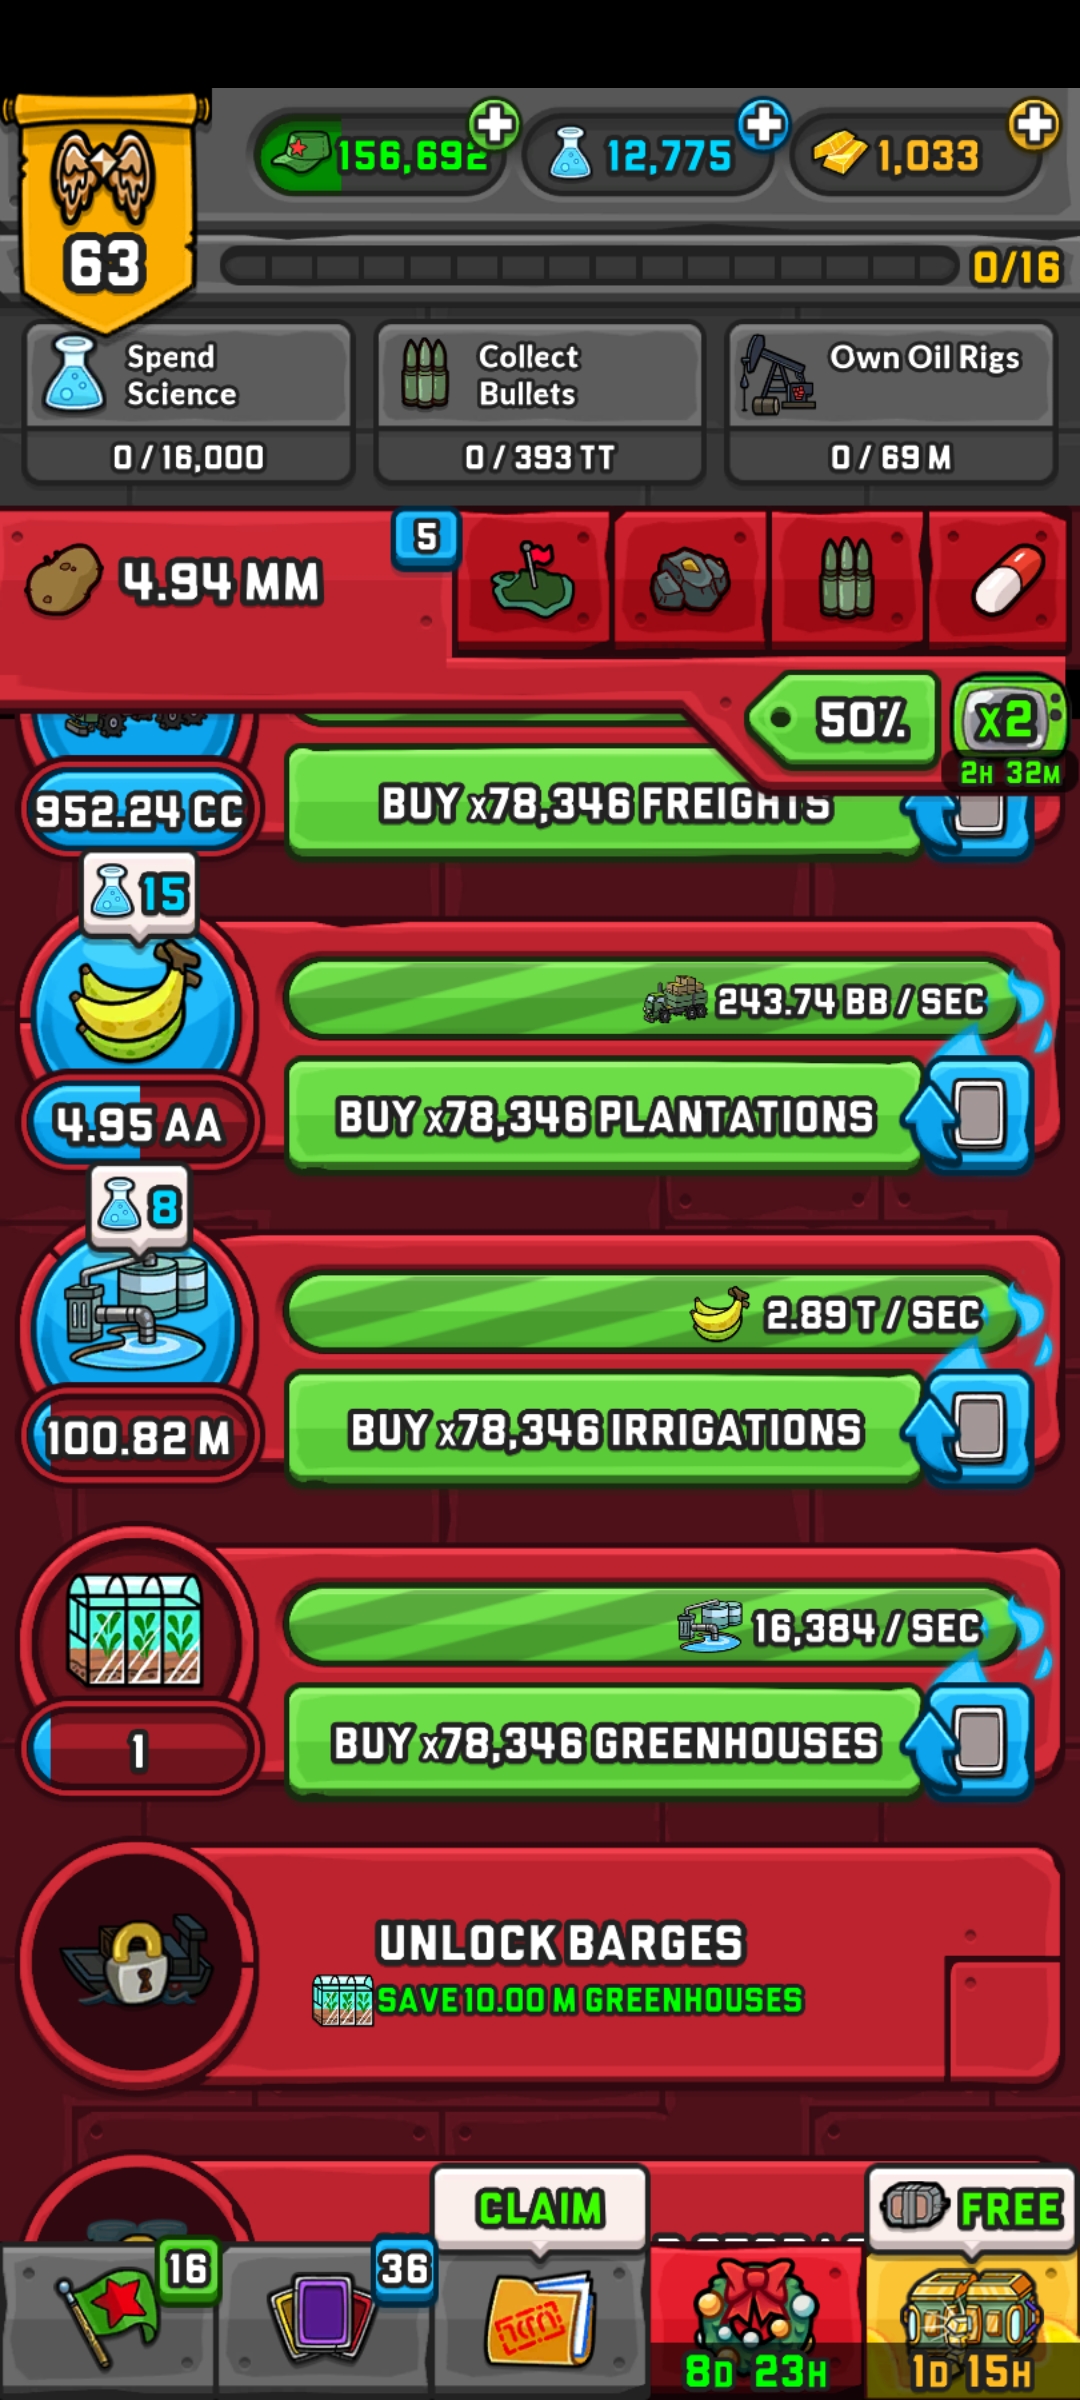 156,692
12,775
1,033
63
0/16
Spend
Science
0 / 16,000
Collect
Bullets
0 / 393 TT
Own Oil Rigs
0 / 69 M
4.94 MM
5
50%
x2
2H 32M
952.24 CC
BUY x78,346 FREIGHTS
15
243.74 BB / SEC
4.95 AA
BUY x78,346 PLANTATIONS
8
2.89 T / SEC
100.82 M
BUY x78,346 IRRIGATIONS
16,384 / SEC
1
BUY x78,346 GREENHOUSES
UNLOCK BARGES
SAVE 10.00 M GREENHOUSES
CLAIM
FREE
16
36
8D 23H
1D 15H